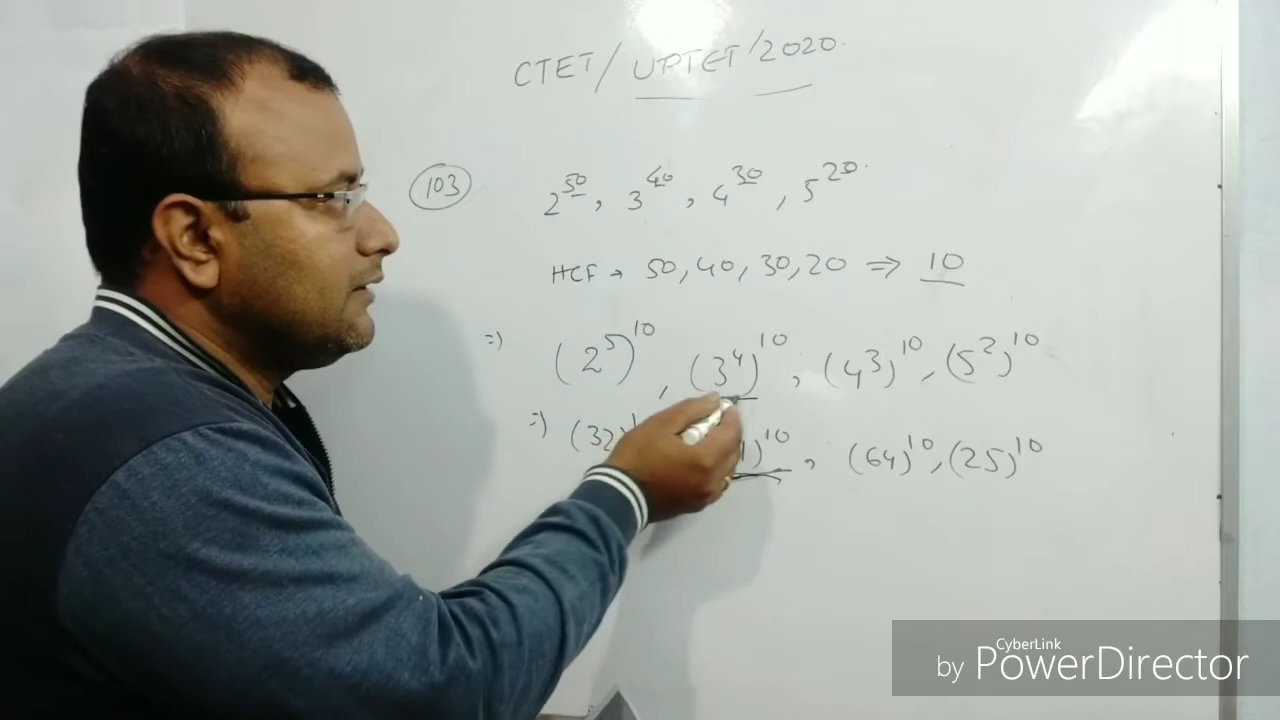 CTET/UPTET/2020.
103 2^50, 3^40, 4^30, 5^20.
HCF → 50, 40, 30, 20 ⇒ 10
=) (2^5)^10, (3^4)^10, (4^3)^10, (5^2)^10
=) (32) 1)^10, (64)^10, (25)^10
CyberLink
by PowerDirector